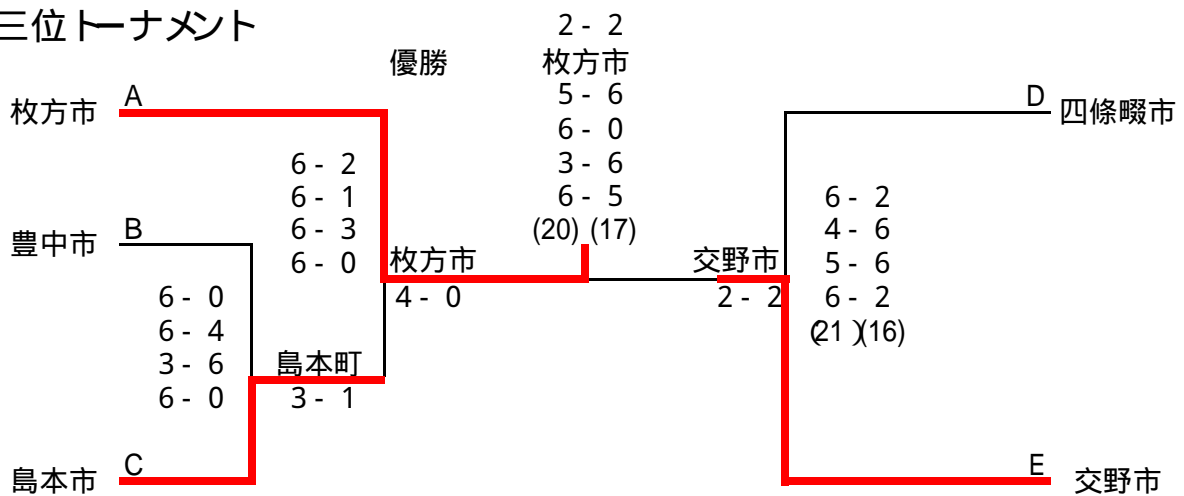 三位トーナメント
2 - 2
優勝 枚方市
枚方市 A
5 - 6
6 - 0
3 - 6
6 - 5
(20) (17)
D 四條畷市
6 - 2
6 - 1
6 - 3
6 - 0
豊中市 B
枚方市
4 - 0
交野市
2 - 2
6 - 2
4 - 6
5 - 6
6 - 2
(21 )(16)
6 - 0
6 - 4
3 - 6
6 - 0
島本町
3 - 1
島本市 C
E 交野市